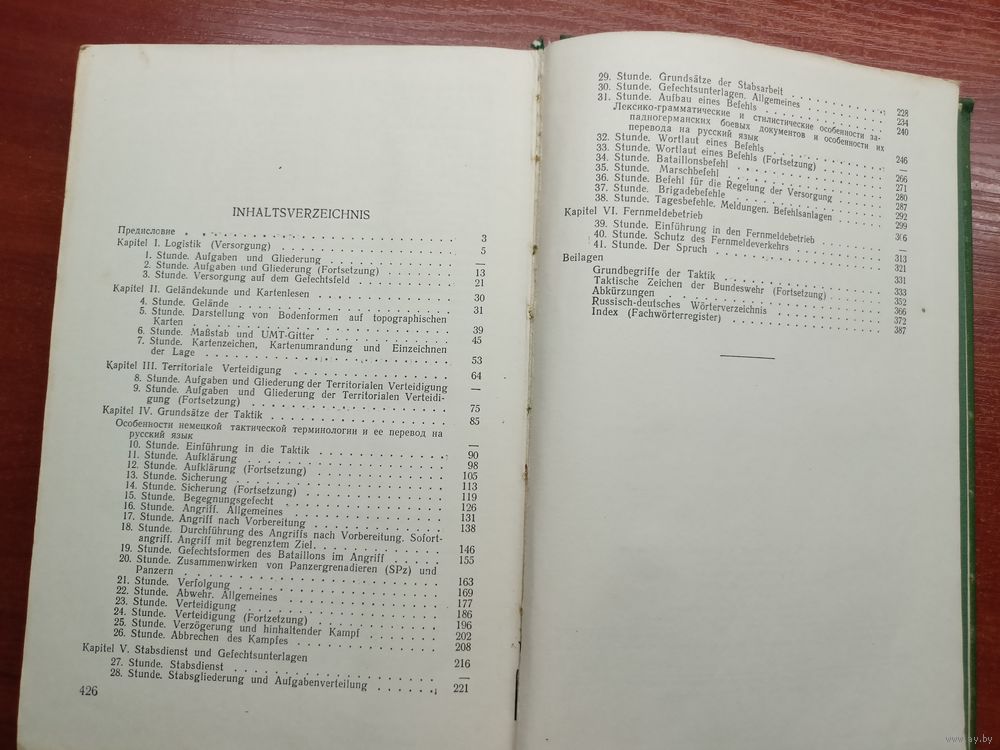 INHALTSVERZEICHNIS
Предисловие . . . 3
Kapitel I. Logistik (Versorgung) . . . 5
1. Stunde. Aufgaben und Gliederung . . . —
2. Stunde. Aufgaben und Gliederung (Fortsetzung) . . . 13
3. Stunde. Versorgung auf dem Gefechtsfeld . . . 21
Kapitel II. Geländekunde und Kartenlesen . . . 30
4. Stunde. Gelände . . . 31
5. Stunde. Darstellung von Bodenformen auf topographischen
Karten . . . 39
6. Stunde. Maßstab und UMT-Gitter . . . 45
7. Stunde. Kartenzeichen, Kartenumrandung und Einzeichnen
der Lage . . . 53
Kapitel III. Territoriale Verteidigung . . . 64
8. Stunde. Aufgaben und Gliederung der Territorialen Verteidigung —
9. Stunde. Aufgaben und Gliederung der Territorialen Verteidi-
gung (Fortsetzung) . . . 75
Kapitel IV. Grundsätze der Taktik . . . 85
Особенности немецкой тактической терминологии и ее перевод на
русский язык . . . —
10. Stunde. Einführung in die Taktik . . . 90
11. Stunde. Aufklärung . . . 98
12. Stunde. Aufklärung (Fortsetzung) . . . 105
13. Stunde. Sicherung . . . 113
14. Stunde. Sicherung (Fortsetzung) . . . 119
15. Stunde. Begegnungsgefecht . . . 126
16. Stunde. Angriff. Allgemeines . . . 131
17. Stunde. Angriff nach Vorbereitung . . . 138
18. Stunde. Durchführung des Angriffs nach Vorbereitung. Sofort-
angriff. Angriff mit begrenztem Ziel. . . . 146
19. Stunde. Gefechtsformen des Bataillons im Angriff . . . 155
20. Stunde. Zusammenwirken von Panzergrenadieren (SPz) und
Panzern . . . 163
21. Stunde. Verfolgung . . . 169
22. Stunde. Abwehr. Allgemeines . . . 177
23. Stunde. Verteidigung . . . 186
24. Stunde. Verteidigung (Fortzetzung) . . . 196
25. Stunde. Verzögerung und hinhaltender Kampf . . . 202
26. Stunde. Abbrechen des Kampfes . . . 208
Kapitel V. Stabsdienst und Gefechtsunterlagen 216
27. Stunde. Stabsdienst . . . —
28. Stunde. Stabsgliederung und Aufgabenverteilung . . . 221
426
29. Stunde. Grundsätze der Stabsarbeit . . . 228
30. Stunde. Gefechtsunterlagen. Allgemeines . . . 234
31. Stunde. Aufbau eines Befehls . . . 240
Лексико-грамматические и стилистические особенности за-
падногерманских боевых документов и особенности их
перевода на русский язык . . . 246
32. Stunde. Wortlaut eines Befehls . . . —
33. Stunde. Wortlaut eines Befehls (Fortsetzung) . . . 266
34. Stunde. Bataillonsbefehl . . . 271
35. Stunde. Marschbefehl . . . 280
36. Stunde. Befehl für die Regelung der Versorgung . . . 287
37. Stunde. Brigadebefehle . . . 292
38. Stunde. Tagesbefehle. Meldungen. Befehlsanlagen . . . 299
Kapitel VI. Fernmeldebetrieb 306
39. Stunde. Einführung in den Fernmeldebetrieb . . . —
40. Stunde. Schutz des Fernmeldeverkehrs . . . 313
41. Stunde. Der Spruch . . . 321
Beilagen 331
Grundbegriffe der Taktik . . . 333
Taktische Zeichen der Bundeswehr (Fortsetzung) . . . 352
Abkürzungen . . . 366
Russisch-deutsches Wörterverzeichnis . . . 372
Index (Fachwörterregister) . . . 387
www.ay.by